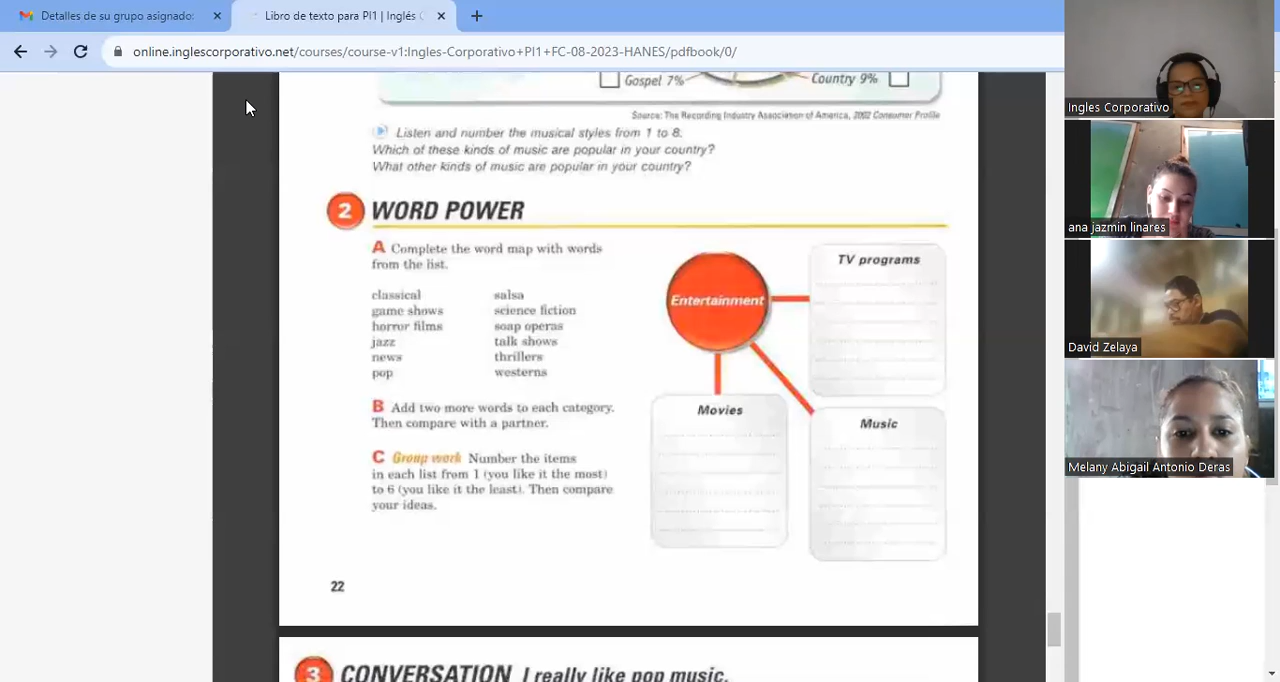 Detalles de su grupo asignado:
Libro de texto para PI1 | Inglés C
online.inglescorporativo.net/courses/course-v1:Ingles-Corporativo+PI1+FC-08-2023-HANES/pdfbook/0/
Gospel 7%
Country 9%
Source: The Recording Industry Association of America, 2002 Consumer Profile
Listen and number the musical styles from 1 to 8.
Which of these kinds of music are popular in your country?
What other kinds of music are popular in your country?
2 WORD POWER
A Complete the word map with words
from the list.
classical
game shows
horror films
jazz
news
pop
salsa
science fiction
soap operas
talk shows
thrillers
westerns
B Add two more words to each category.
Then compare with a partner.
C Group work Number the items
in each list from 1 (you like it the most)
to 6 (you like it the least). Then compare
your ideas.
Entertainment
TV programs
Movies
Music
22
3 CONVERSATION I really like pop music.
Ingles Corporativo
ana jazmin linares
David Zelaya
Melany Abigail Antonio Deras